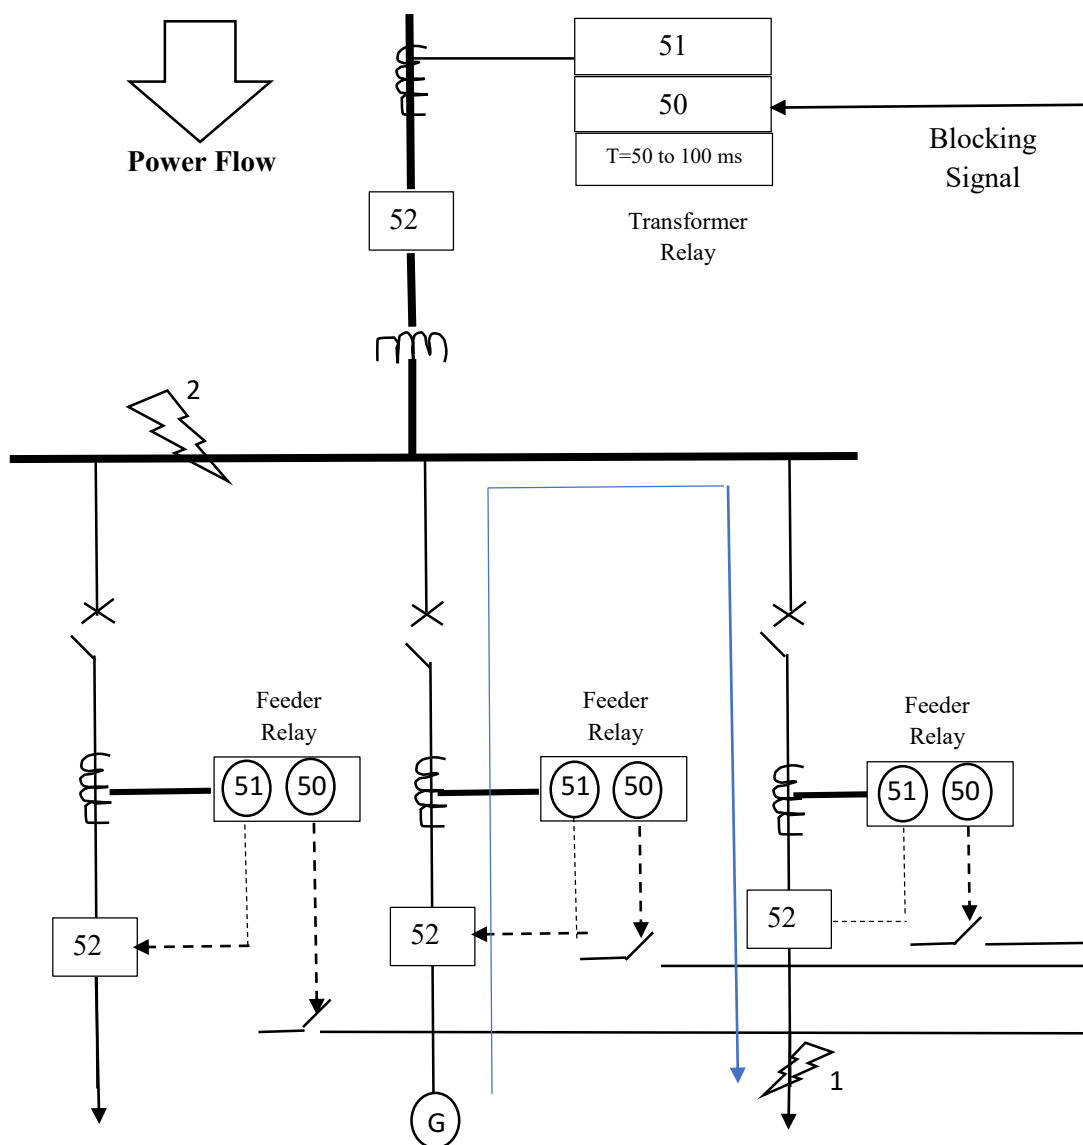 51
50
T=50 to 100 ms
Power Flow
Blocking
Signal
52
Transformer
Relay
2
Feeder
Relay
51 50
Feeder
Relay
51 50
Feeder
Relay
51 50
52
52
52
1
G